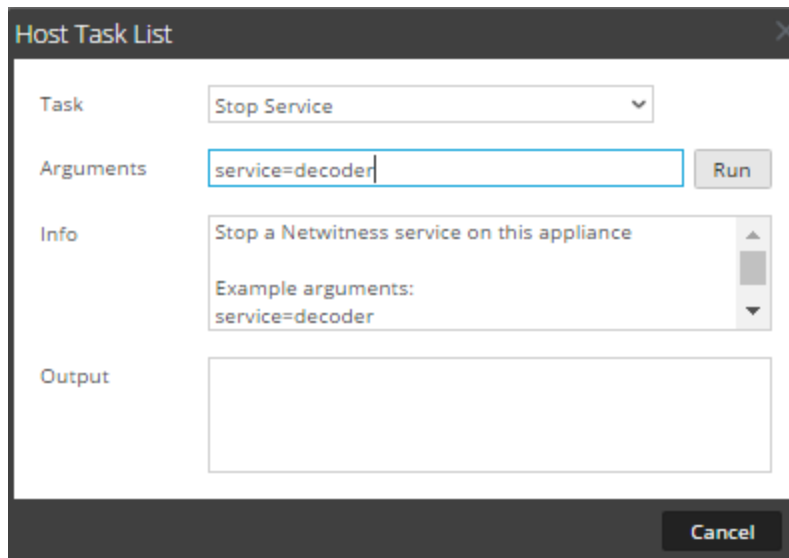 Host Task List
Task
Stop Service
Arguments
service=decoder
Run
Info
Stop a Netwitness service on this appliance
Example arguments:
service=decoder
Output
Cancel